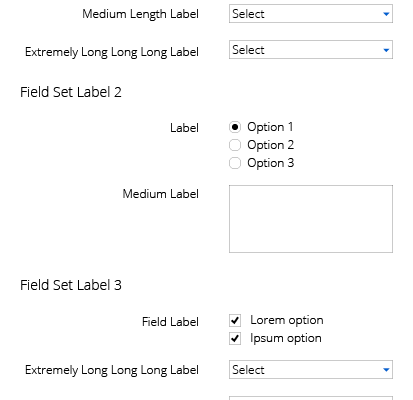 Medium Length Label Select
Extremely Long Long Long Label Select
Field Set Label 2
Label Option 1
Option 2
Option 3
Medium Label
Field Set Label 3
Field Label Lorem option
Ipsum option
Extremely Long Long Long Label Select